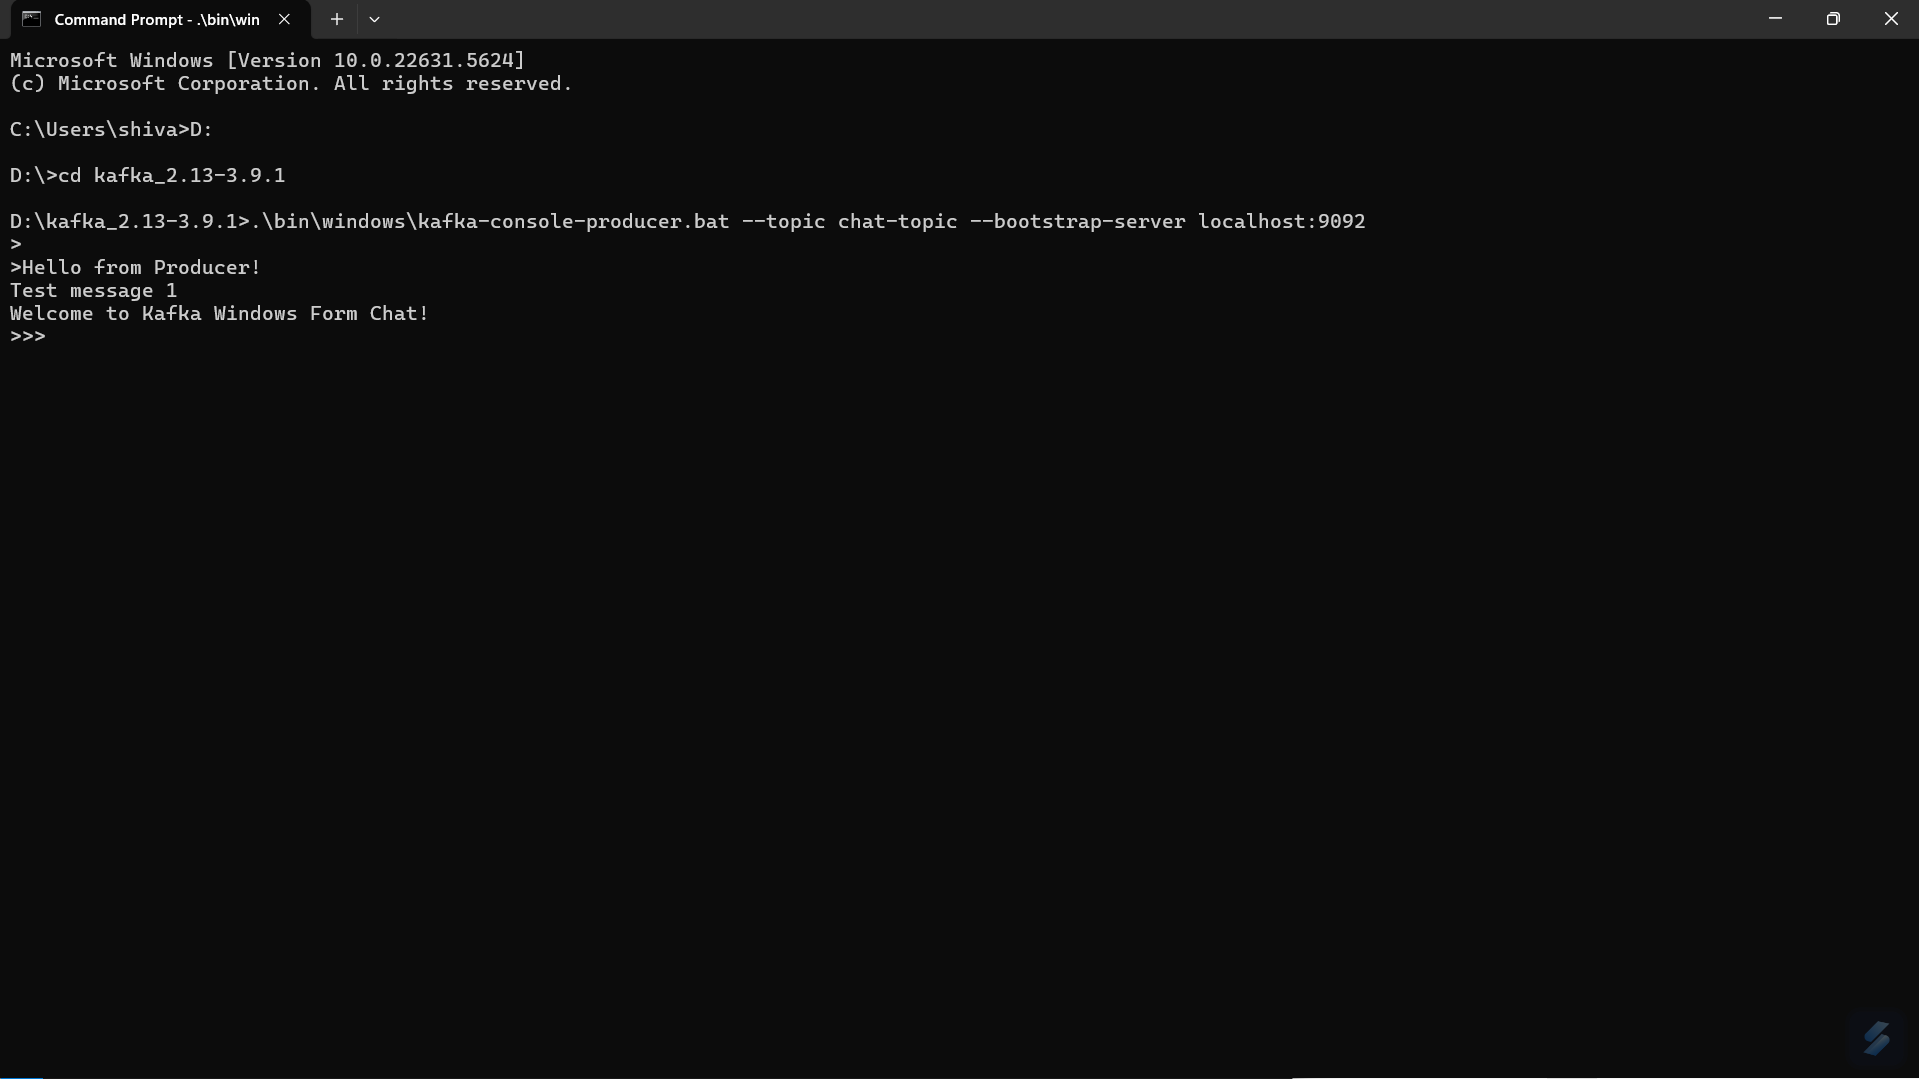 Command Prompt - .\bin\win
Microsoft Windows [Version 10.0.22631.5624]
(c) Microsoft Corporation. All rights reserved.
C:\Users\shiva>D:
D:\>cd kafka_2.13-3.9.1
D:\kafka_2.13-3.9.1>.\bin\windows\kafka-console-producer.bat --topic chat-topic --bootstrap-server localhost:9092
>
>Hello from Producer!
Test message 1
Welcome to Kafka Windows Form Chat!
>>>